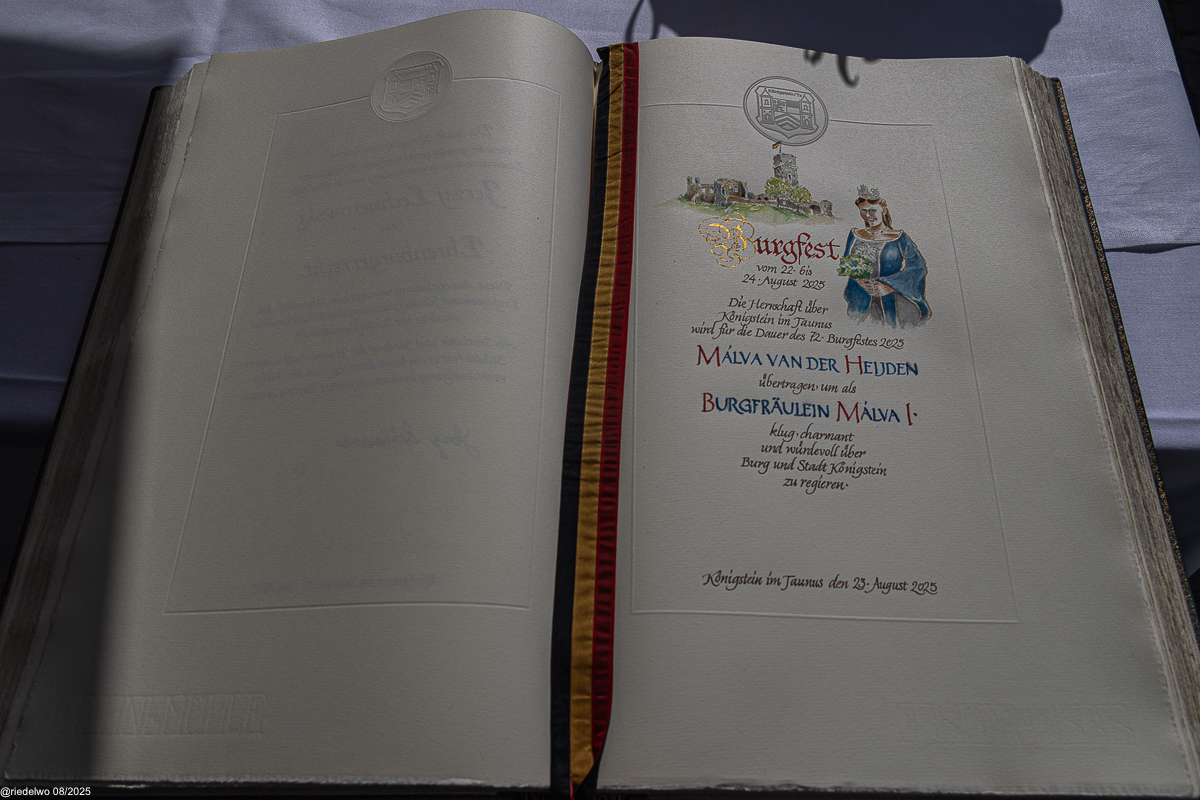 Königstein/Ts
Burgfest
vom 22. bis
24. August 2025
Die Herrschaft über
Königstein im Taunus
wird für die Dauer des 72. Burgfestes 2025
MÁLVA VAN DER HEIJDEN
übertragen, um als
BURGFRÄULEIN MÁLVA I.
klug, charmant
und würdevoll über
Burg und Stadt Königstein
zu regieren.
Königstein im Taunus den 23. August 2025
@riedelwo 08/2025